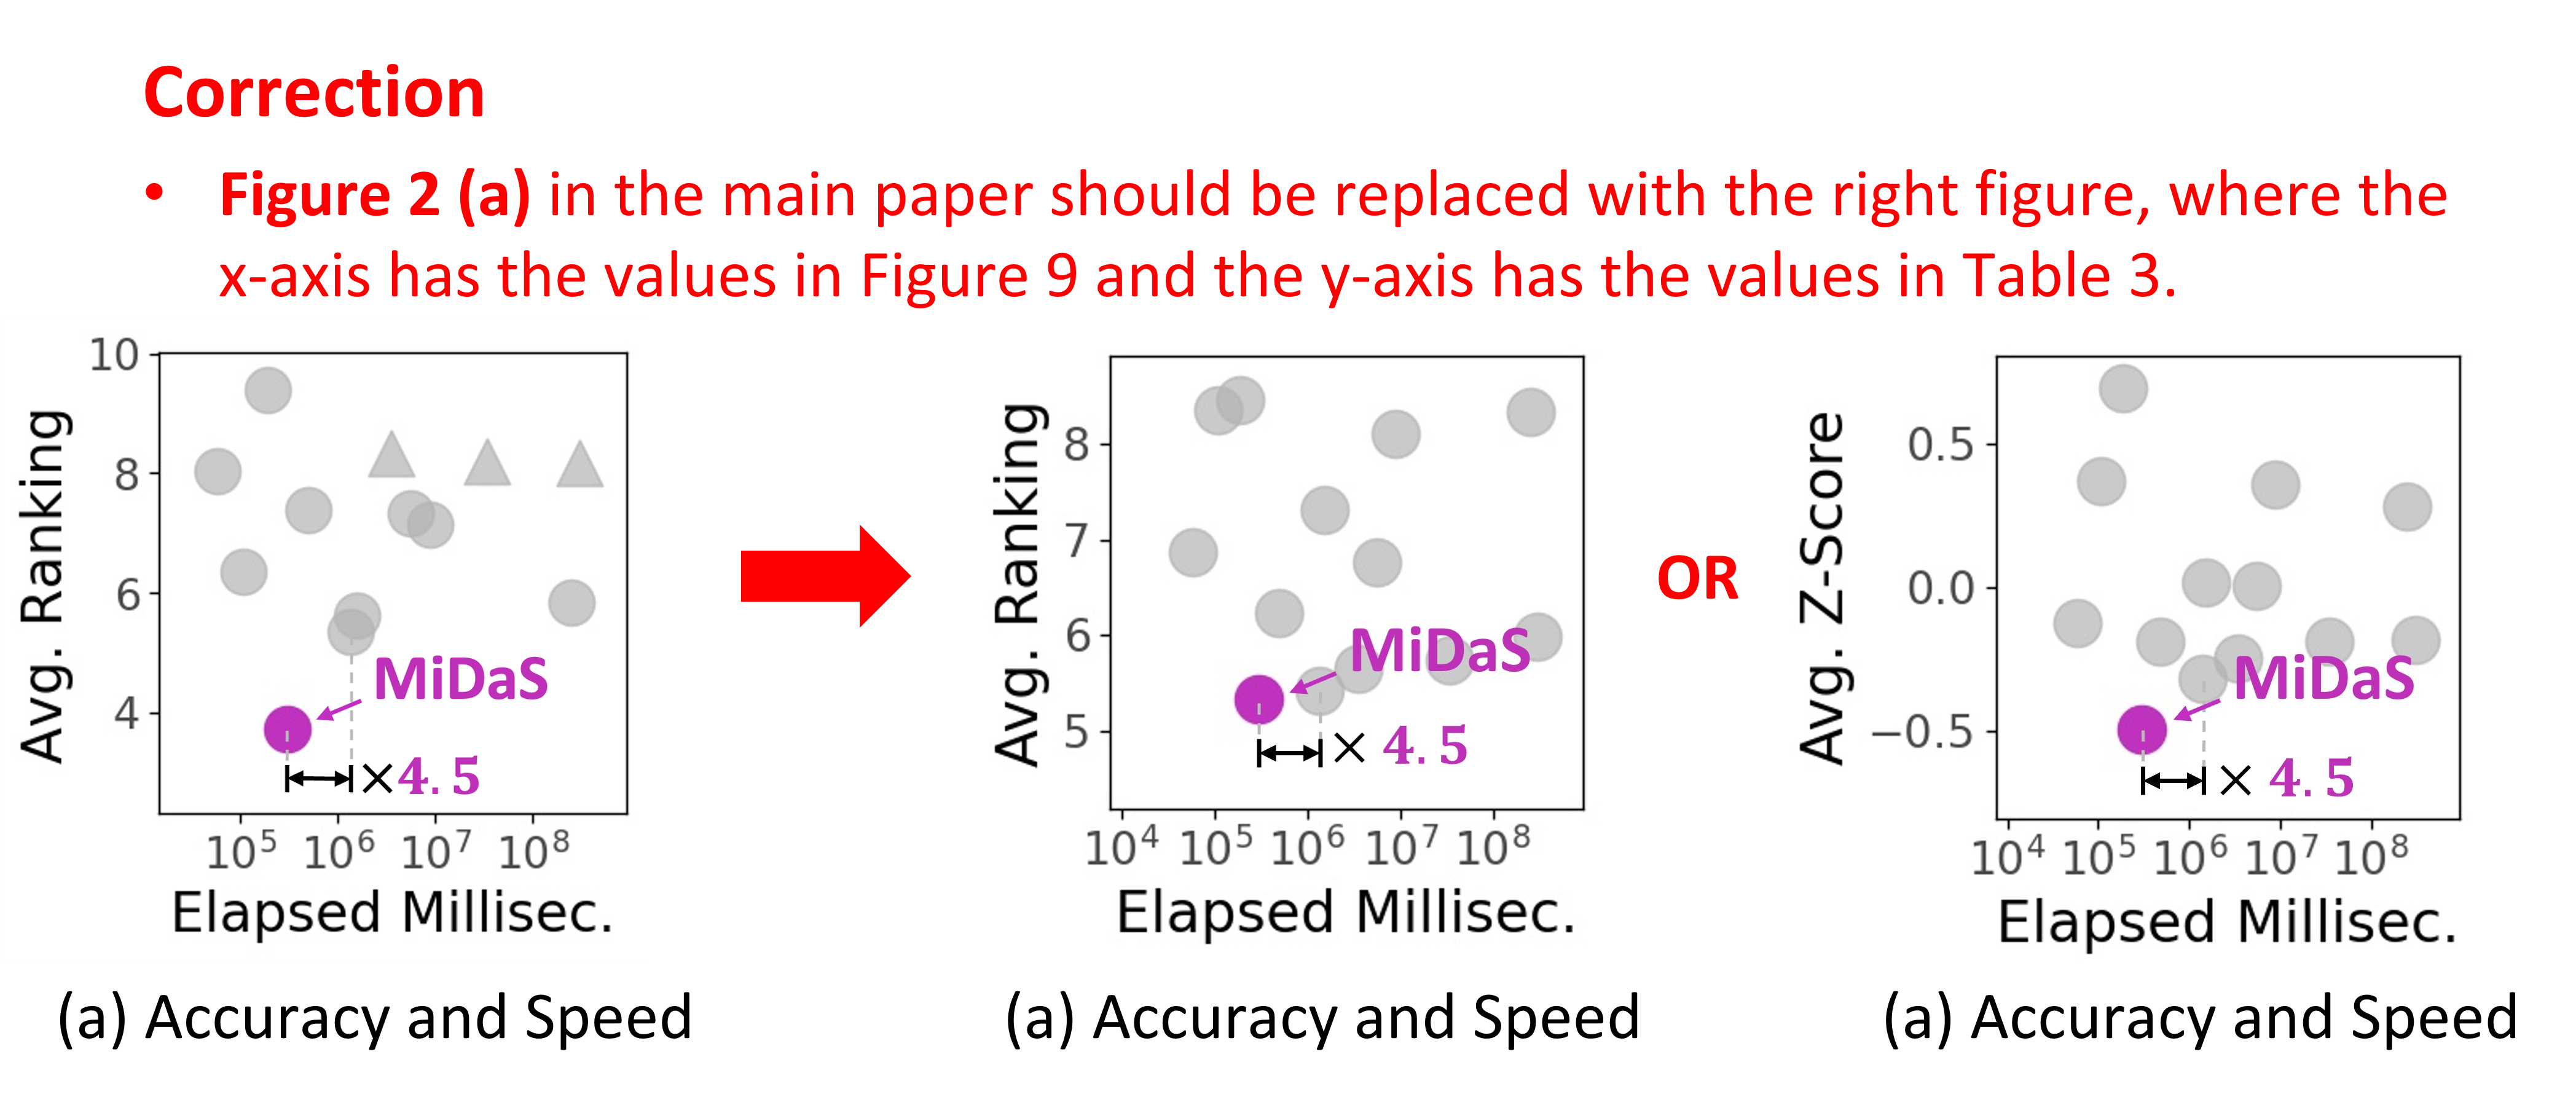 Correction
• Figure 2 (a) in the main paper should be replaced with the right figure, where the
x-axis has the values in Figure 9 and the y-axis has the values in Table 3.
Avg. Ranking
10
8
6
4
MiDaS
×4.5
10⁵ 10⁶ 10⁷ 10⁸
Elapsed Millisec.
(a) Accuracy and Speed
Avg. Ranking
8
7
6
5
MiDaS
× 4.5
10⁴ 10⁵ 10⁶ 10⁷ 10⁸
Elapsed Millisec.
(a) Accuracy and Speed
OR
Avg. Z-Score
0.5
0.0
−0.5
MiDaS
× 4.5
10⁴ 10⁵ 10⁶ 10⁷ 10⁸
Elapsed Millisec.
(a) Accuracy and Speed